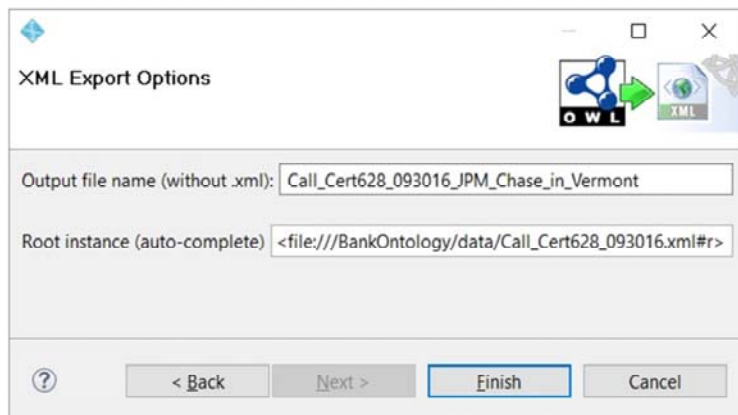 XML Export Options
OWL
XML
Output file name (without .xml): Call_Cert628_093016_JPM_Chase_in_Vermont
Root instance (auto-complete) <file:///BankOntology/data/Call_Cert628_093016.xml#r>
? < Back Next > Finish Cancel